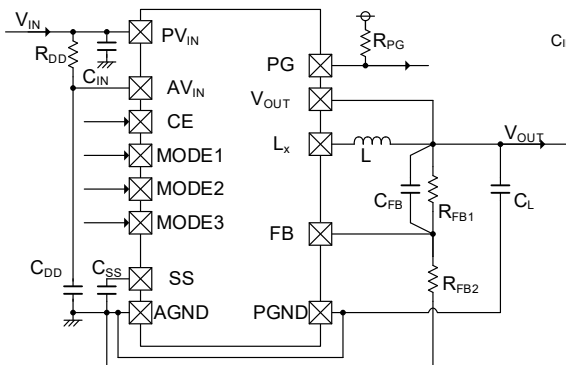 VIN
PVIN
RDD
CIN
AVIN
CE
MODE1
MODE2
MODE3
CDD
CSS
SS
AGND
PG
RPG
VOUT
Lx
L
VOUT
CFB
RFB1
CL
FB
RFB2
PGND